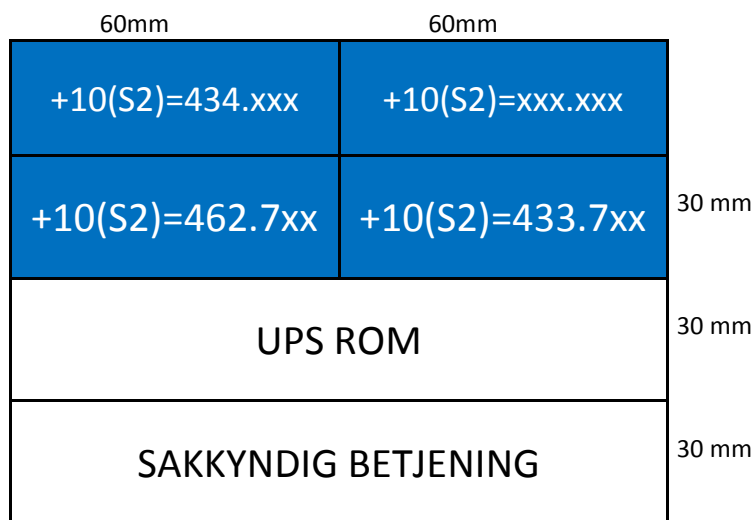 60mm 60mm
+10(S2)=434.xxx +10(S2)=xxx.xxx
+10(S2)=462.7xx +10(S2)=433.7xx 30 mm
UPS ROM 30 mm
SAKKYNDIG BETJENING 30 mm